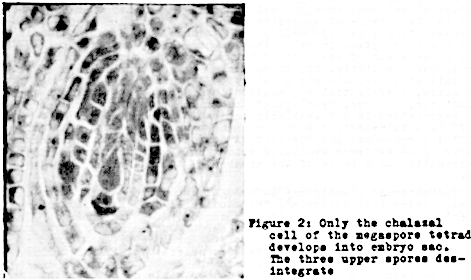 Figure 2: Only the chalazal
cell of the megaspore tetrad
develops into embryo sac.
The three upper spores des-
integrate